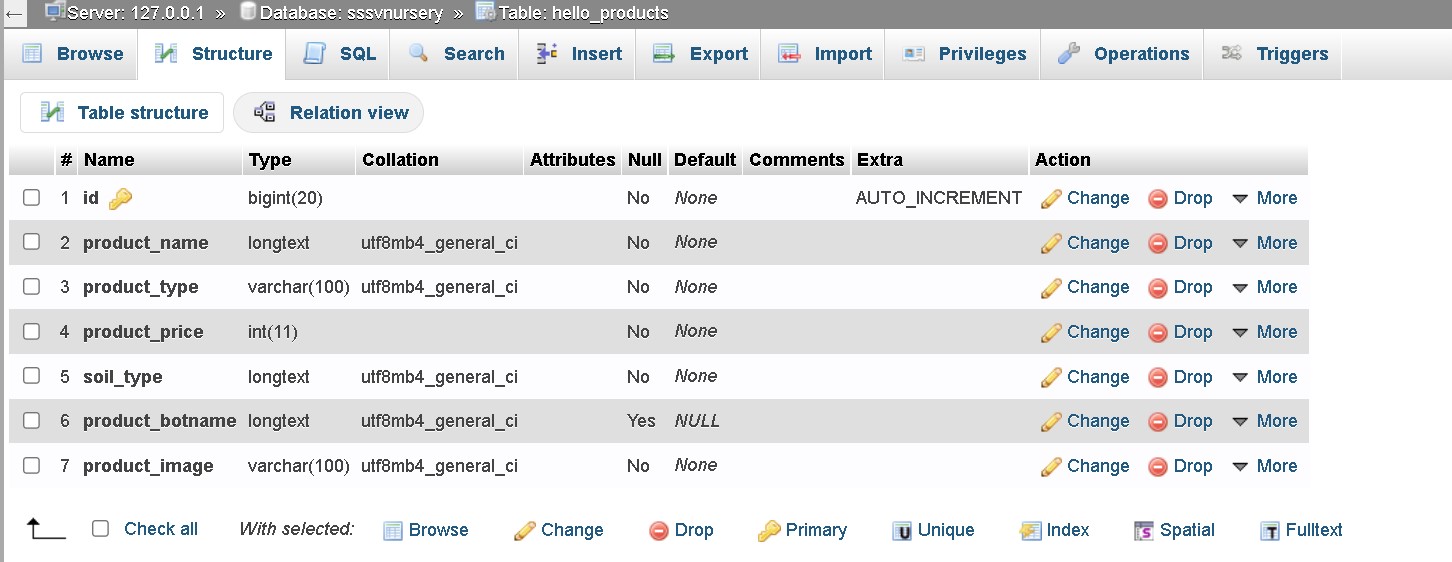 Server: 127.0.0.1 » Database: sssvnursery » Table: hello_products
Browse Structure SQL Search Insert Export Import Privileges Operations Triggers
Table structure Relation view
# Name Type Collation Attributes Null Default Comments Extra Action
1 id bigint(20) No None AUTO_INCREMENT Change Drop More
2 product_name longtext utf8mb4_general_ci No None Change Drop More
3 product_type varchar(100) utf8mb4_general_ci No None Change Drop More
4 product_price int(11) No None Change Drop More
5 soil_type longtext utf8mb4_general_ci No None Change Drop More
6 product_botname longtext utf8mb4_general_ci Yes NULL Change Drop More
7 product_image varchar(100) utf8mb4_general_ci No None Change Drop More
Check all With selected: Browse Change Drop Primary Unique Index Spatial Fulltext